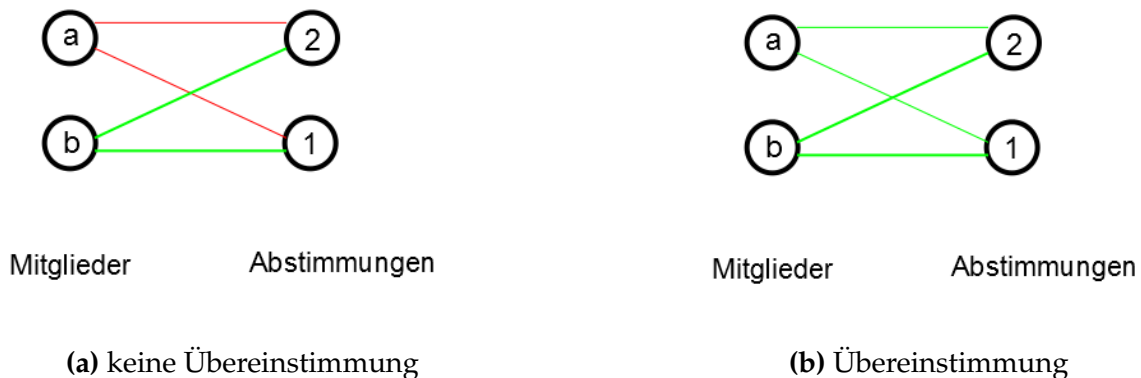 a 2 a 2
b 1 b 1
Mitglieder Abstimmungen Mitglieder Abstimmungen
(a) keine Übereinstimmung (b) Übereinstimmung